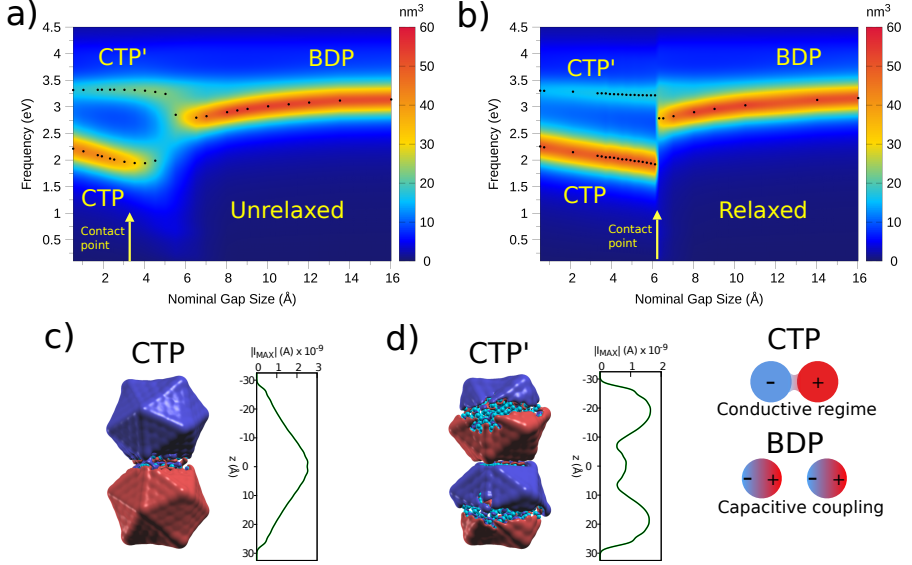 a)
nm³
b)
nm³
4.5
4
3.5
3
2.5
2
1.5
1
0.5
Frequency (eV)
CTP'
BDP
CTP
Unrelaxed
Contact
point
2 4 6 8 10 12 14 16
Nominal Gap Size (Å)
60
50
40
30
20
10
0
4.5
4
3.5
3
2.5
2
1.5
1
0.5
Frequency (eV)
CTP'
BDP
CTP
Relaxed
Contact
point
2 4 6 8 10 12 14 16
Nominal Gap Size (Å)
60
50
40
30
20
10
0
c)
CTP
|I_MAX| (A) x 10-9
0 1 2 3
-30
-20
-10
0
10
20
30
z (Å)
d)
CTP'
|I_MAX| (A) x 10-9
0 1 2
-30
-20
-10
0
10
20
30
z (Å)
CTP
- +
Conductive regime
BDP
- + - +
Capacitive coupling